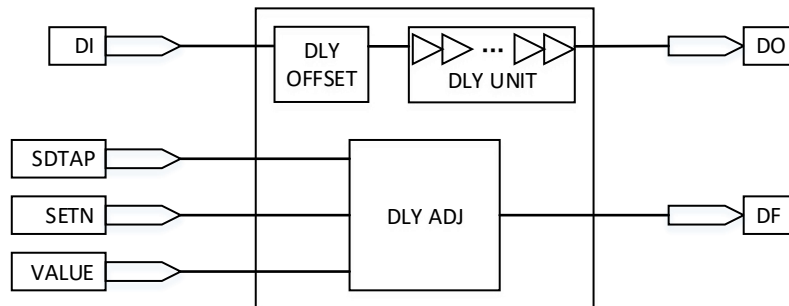 DI
DLY
OFFSET
...
DLY UNIT
DO
SDTAP
SETN
VALUE
DLY ADJ
DF